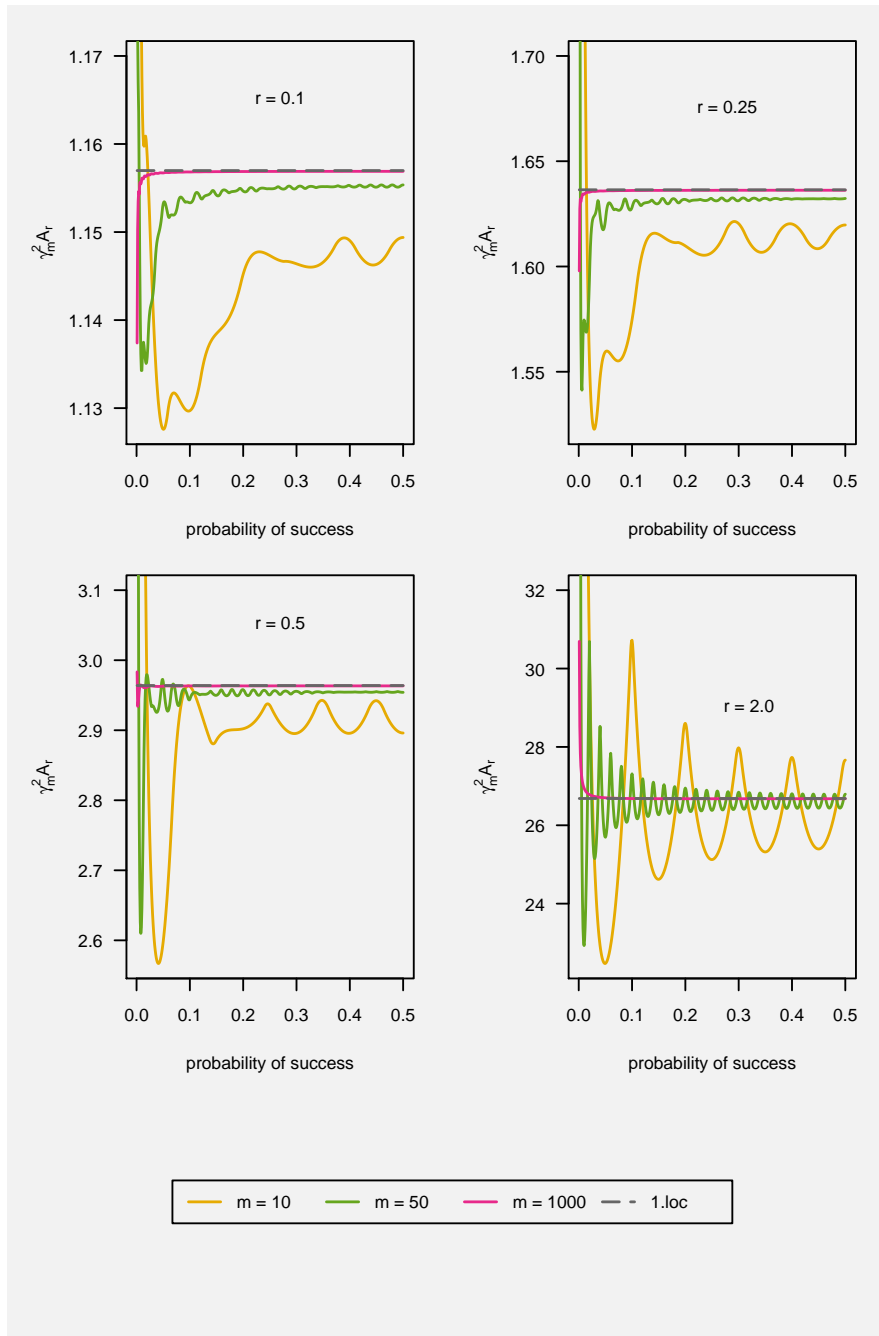 1.17
1.16
1.15
1.14
1.13
γ²ₘAᵣ
r = 0.1
0.0 0.1 0.2 0.3 0.4 0.5
probability of success
1.70
1.65
1.60
1.55
γ²ₘAᵣ
r = 0.25
0.0 0.1 0.2 0.3 0.4 0.5
probability of success
3.1
3.0
2.9
2.8
2.7
2.6
γ²ₘAᵣ
r = 0.5
0.0 0.1 0.2 0.3 0.4 0.5
probability of success
32
30
28
26
24
γ²ₘAᵣ
r = 2.0
0.0 0.1 0.2 0.3 0.4 0.5
probability of success
m = 10 m = 50 m = 1000 1.loc